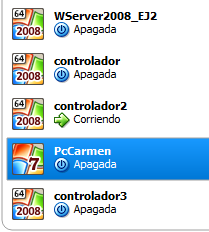 64
2008
WServer2008_EJ2
Apagada
64
2008
controlador
Apagada
64
2008
controlador2
Corriendo
7
PcCarmen
Apagada
64
2008
controlador3
Apagada